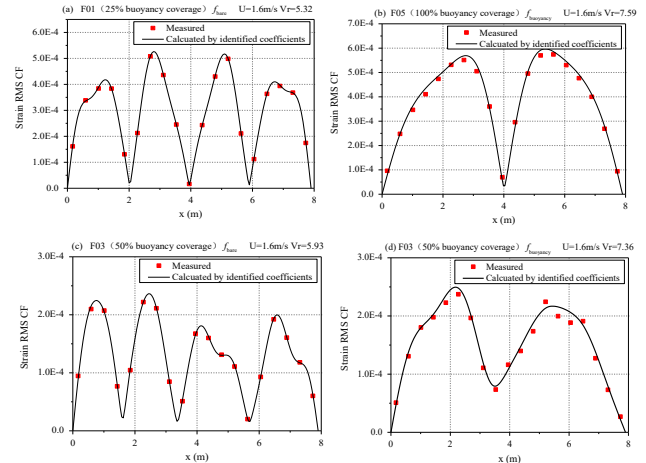 (a) F01（25% buoyancy coverage）f_bare U=1.6m/s Vr=5.32
Measured
Calcuated by identified coefficients
6.0E-4
5.0E-4
4.0E-4
3.0E-4
2.0E-4
1.0E-4
0.0
Strain RMS CF
0 2 4 6 8
x (m)
(b) F05 (100% buoyancy coverage) f_buoyancy U=1.6m/s Vr=7.59
Measured
Calcuated by identified coefficients
7.0E-4
6.0E-4
5.0E-4
4.0E-4
3.0E-4
2.0E-4
1.0E-4
0.0
Strain RMS CF
0 2 4 6 8
x (m)
(c) F03（50% buoyancy coverage）f_bare U=1.6m/s Vr=5.93
Measured
Calcuated by identified coefficients
3.0E-4
2.0E-4
1.0E-4
0.0
Strain RMS CF
0 2 4 6 8
x (m)
(d) F03 (50% buoyancy coverage) f_buoyancy U=1.6m/s Vr=7.36
Measured
Calcuated by identified coefficients
3.0E-4
2.0E-4
1.0E-4
0.0
Strain RMS CF
0 2 4 6 8
x (m)